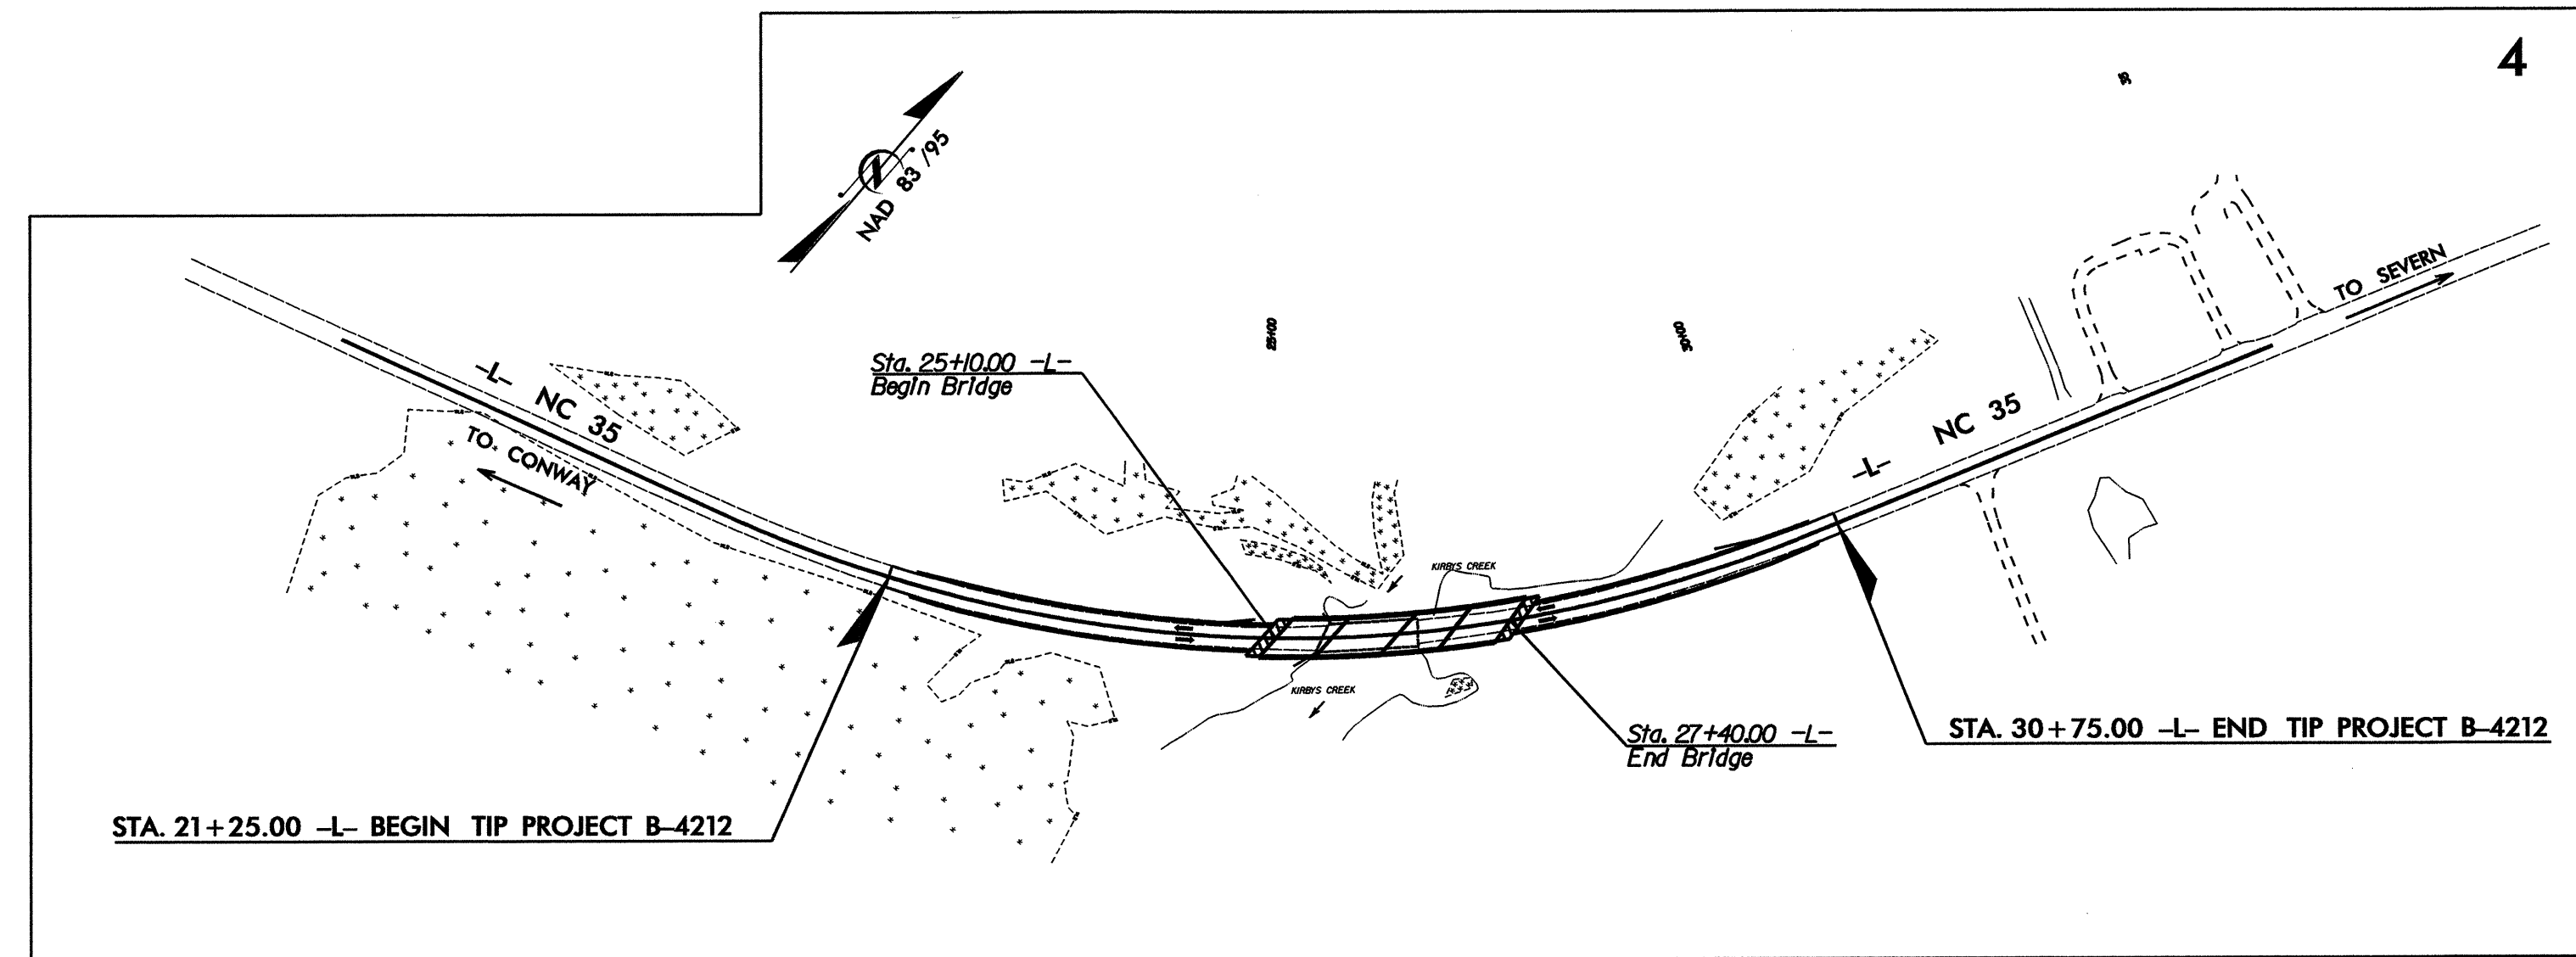 4
NAD 83/95
TO SEVERN
25+00
30+00
Sta. 25+10.00 -L-
Begin Bridge
-L-
NC 35
TO CONWAY
-L-
NC 35
KIRBYS CREEK
KIRBYS CREEK
Sta. 27+40.00 -L-
End Bridge
STA. 30+75.00 -L- END TIP PROJECT B-4212
STA. 21+25.00 -L- BEGIN TIP PROJECT B-4212